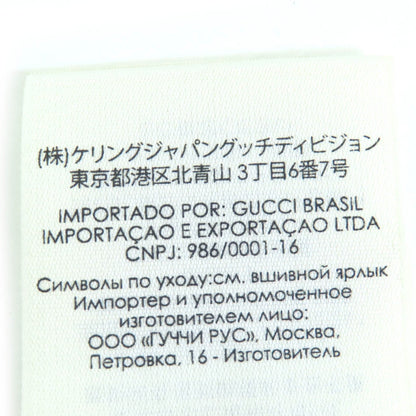 (株)ケリングジャパングッチディビジョン
東京都港区北青山 3丁目6番7号
IMPORTADO POR: GUCCI BRASIL
IMPORTAÇAO E EXPORTAÇAO LTDA
CNPJ: 986/0001-16
Символы по уходу:см. вшивной ярлык
Импортер и уполномоченное
изготовителем лицо:
ООО «ГУЧЧИ РУС», Москва,
Петровка, 16 - Изготовитель